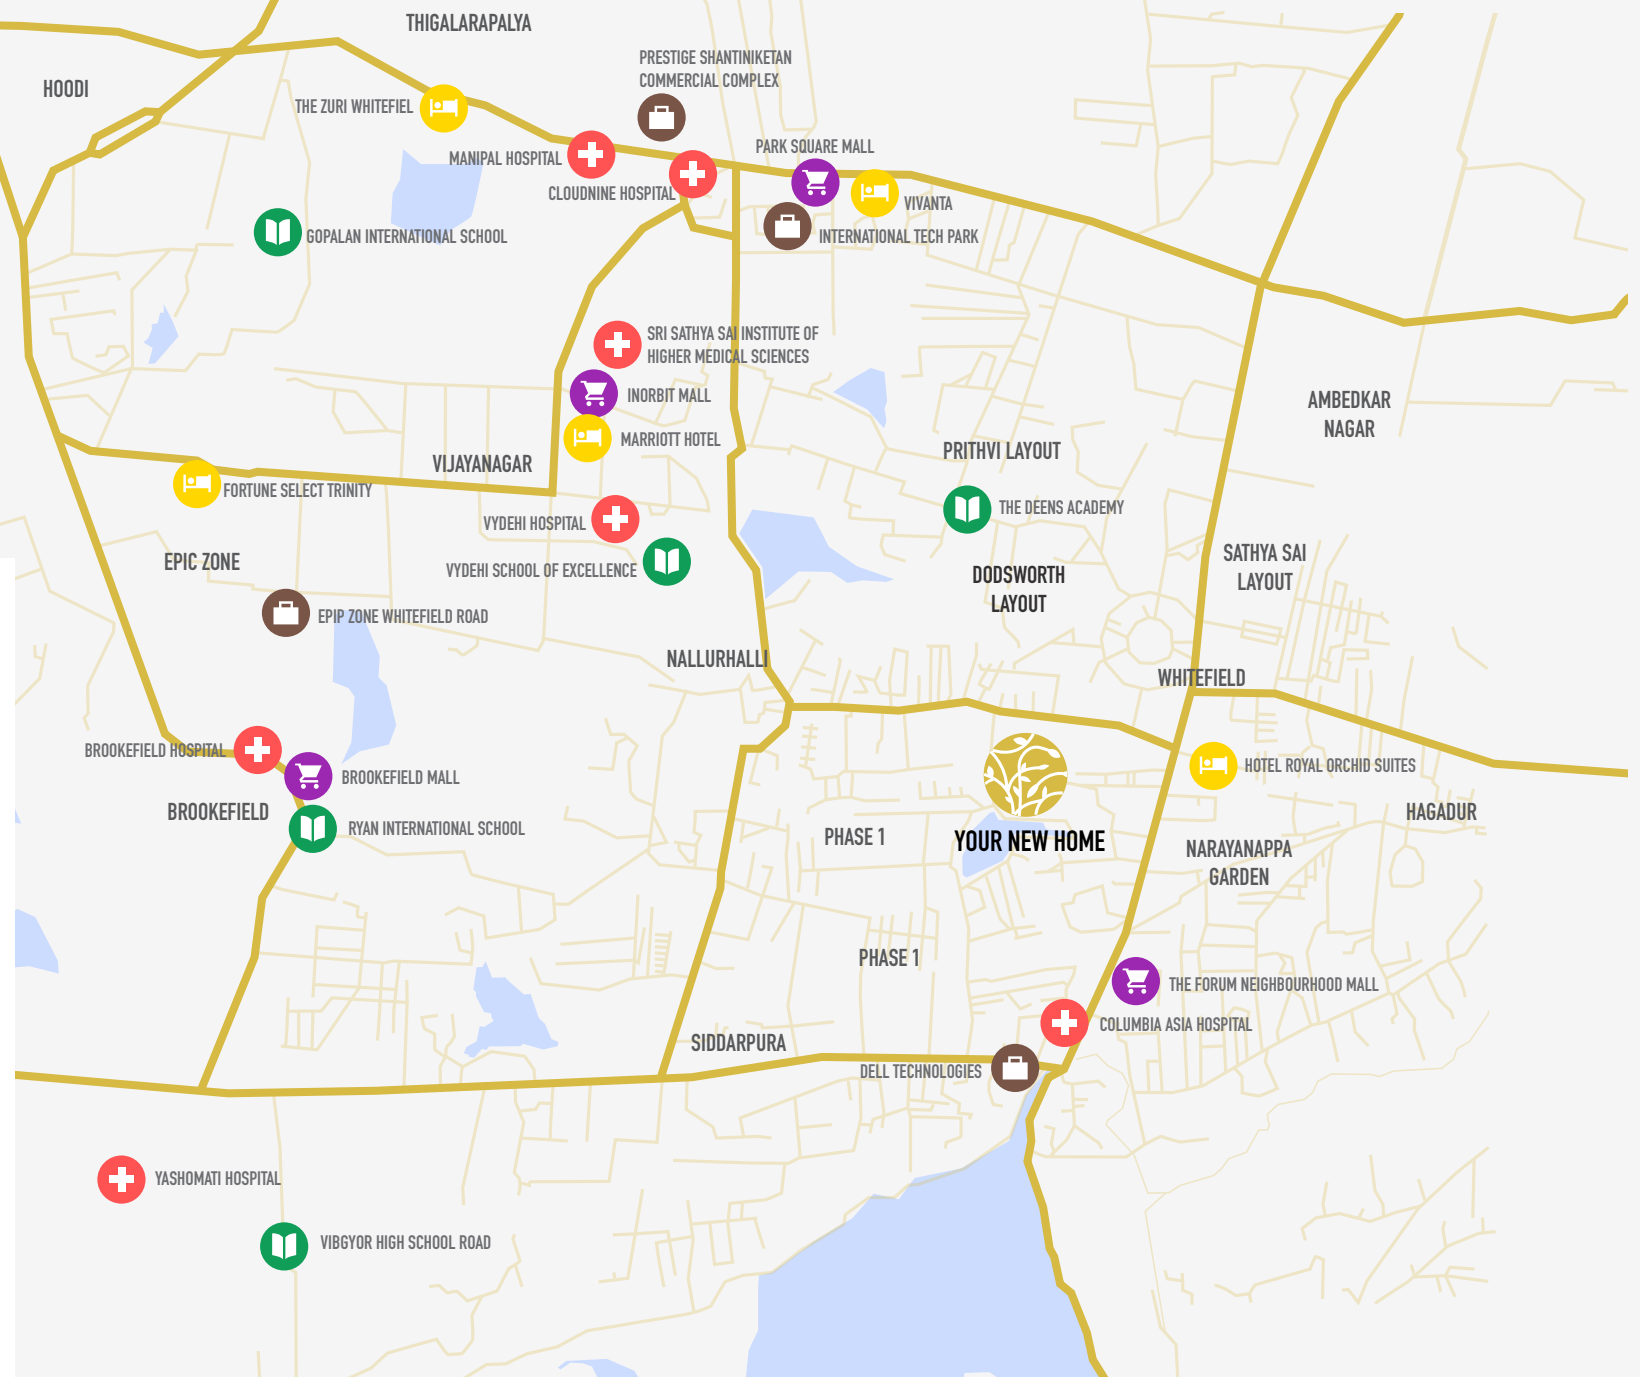 THIGALARAPALYA
PRESTIGE SHANTINIKETAN
COMMERCIAL COMPLEX
HOODI
THE ZURI WHITEFIEL
PARK SQUARE MALL
MANIPAL HOSPITAL
CLOUDNINE HOSPITAL
VIVANTA
GOPALAN INTERNATIONAL SCHOOL
INTERNATIONAL TECH PARK
SRI SATHYA SAI INSTITUTE OF
HIGHER MEDICAL SCIENCES
INORBIT MALL
AMBEDKAR
NAGAR
MARRIOTT HOTEL
PRITHVI LAYOUT
VIJAYANAGAR
FORTUNE SELECT TRINITY
THE DEENS ACADEMY
VYDEHI HOSPITAL
EPIC ZONE
SATHYA SAI
LAYOUT
VYDEHI SCHOOL OF EXCELLENCE
DODSWORTH
LAYOUT
EPIP ZONE WHITEFIELD ROAD
NALLURHALLI
WHITEFIELD
BROOKEFIELD HOSPITAL
HOTEL ROYAL ORCHID SUITES
BROOKEFIELD MALL
BROOKEFIELD
HAGADUR
RYAN INTERNATIONAL SCHOOL
PHASE 1
YOUR NEW HOME
NARAYANAPPA
GARDEN
PHASE 1
THE FORUM NEIGHBOURHOOD MALL
COLUMBIA ASIA HOSPITAL
SIDDARPURA
DELL TECHNOLOGIES
YASHOMATI HOSPITAL
VIBGYOR HIGH SCHOOL ROAD